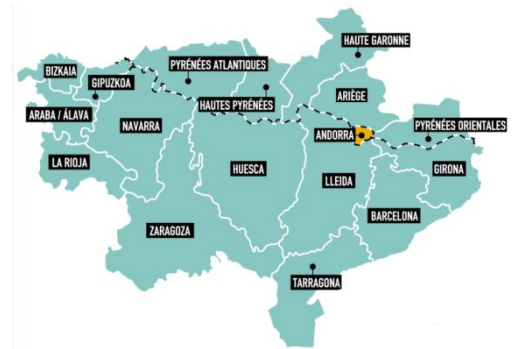 HAUTE GARONNE
PYRÉNÉES ATLANTIQUES
BIZKAIA
GIPUZKOA
ARIÈGE
HAUTES PYRÉNÉES
ARABA / ÁLAVA
NAVARRA
ANDORRA
PYRÉNÉES ORIENTALES
LA RIOJA
HUESCA
GIRONA
LLEIDA
BARCELONA
ZARAGOZA
TARRAGONA